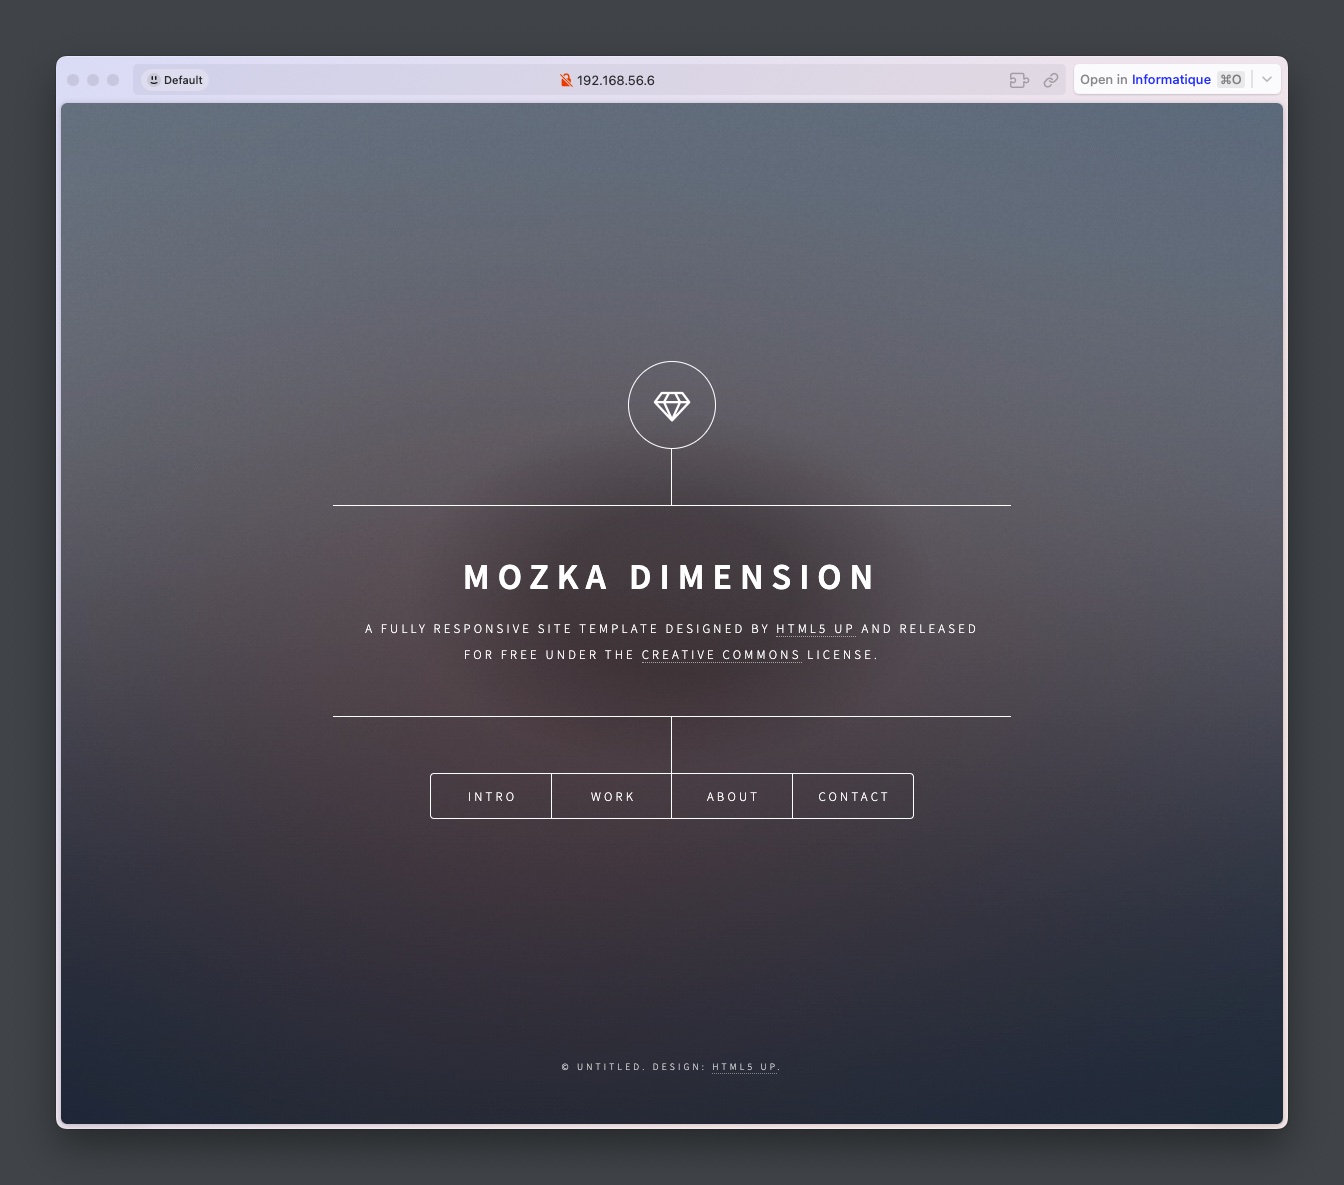 Default
192.168.56.6
Open in Informatique ⌘O
MOZKA DIMENSION
A FULLY RESPONSIVE SITE TEMPLATE DESIGNED BY HTML5 UP AND RELEASED
FOR FREE UNDER THE CREATIVE COMMONS LICENSE.
INTRO
WORK
ABOUT
CONTACT
© UNTITLED. DESIGN: HTML5 UP.